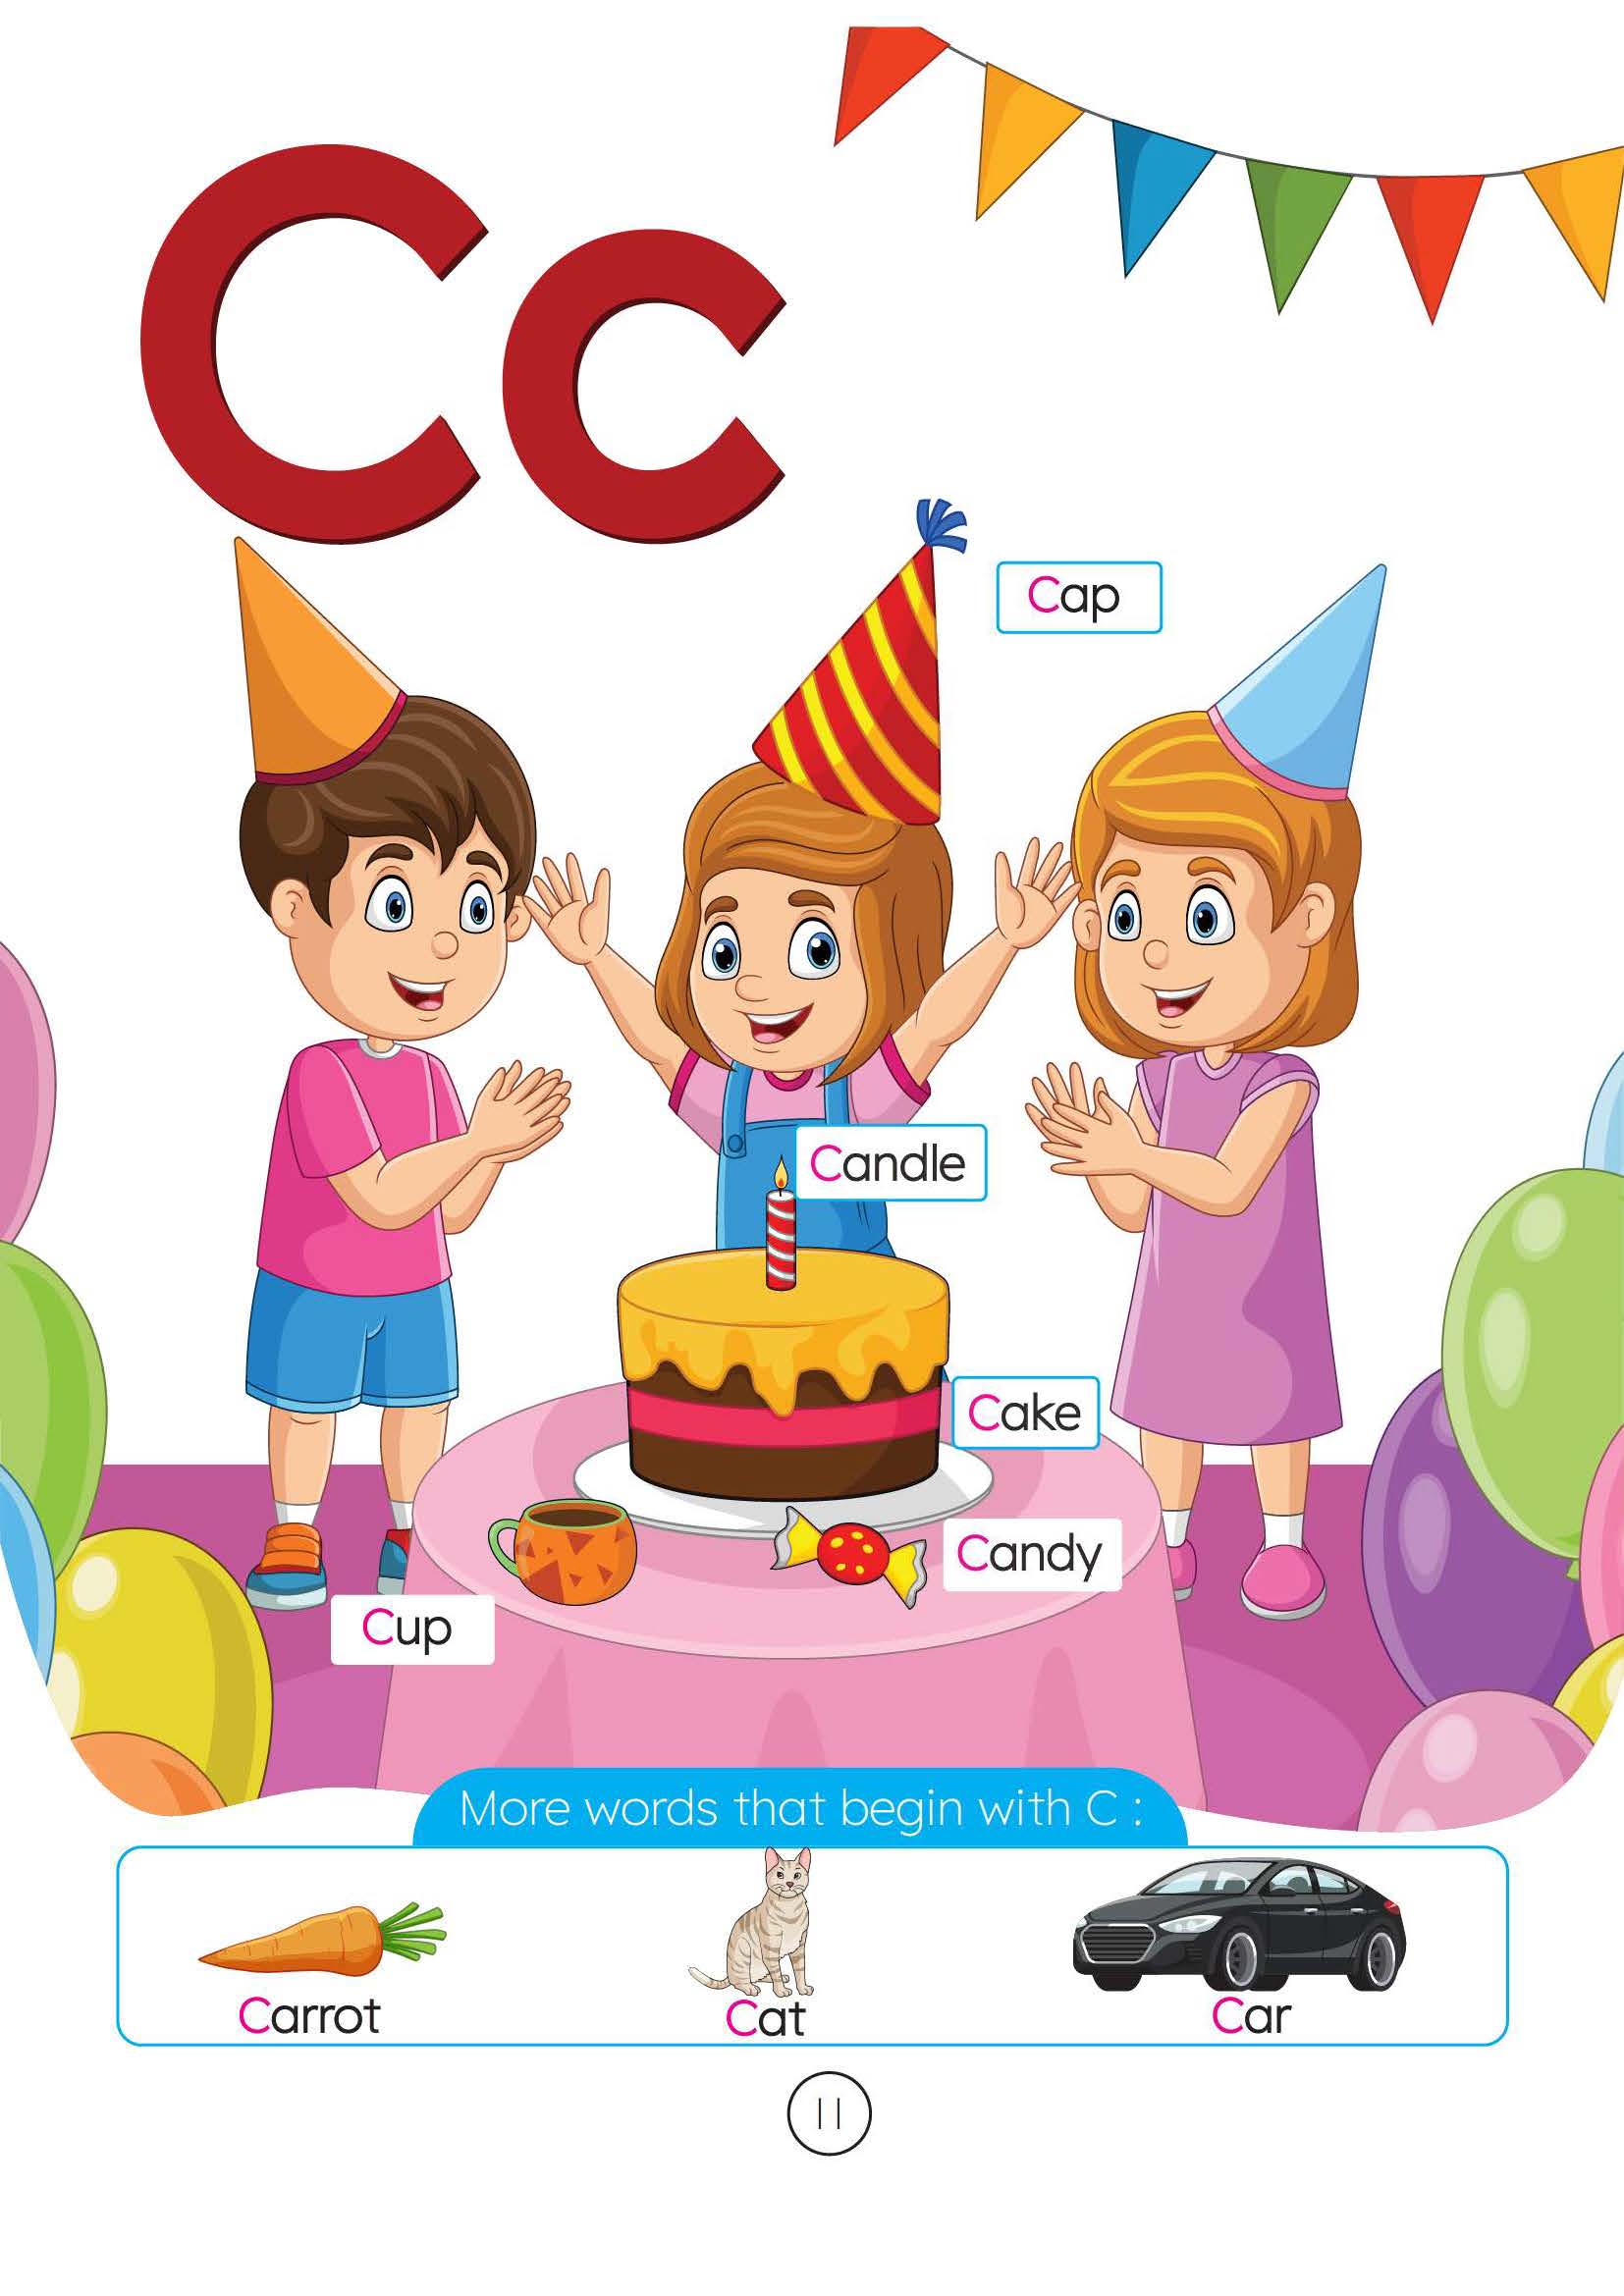 Cc
Cap
Candle
Cake
Candy
Cup
More words that begin with C :
Carrot
Cat
Car
11